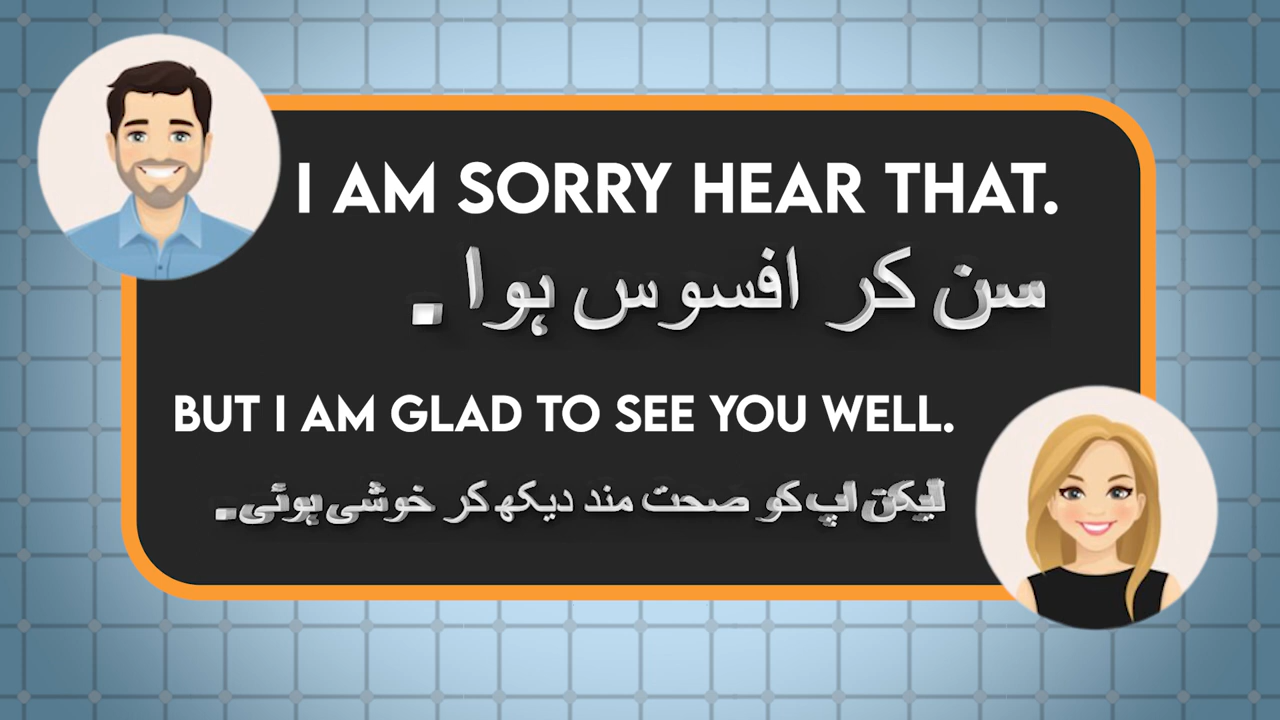 I AM SORRY HEAR THAT.
سن کر افسوس ہوا .
BUT I AM GLAD TO SEE YOU WELL.
لیکن اپ کو صحت مند دیکھ کر خوشی ہوئی.